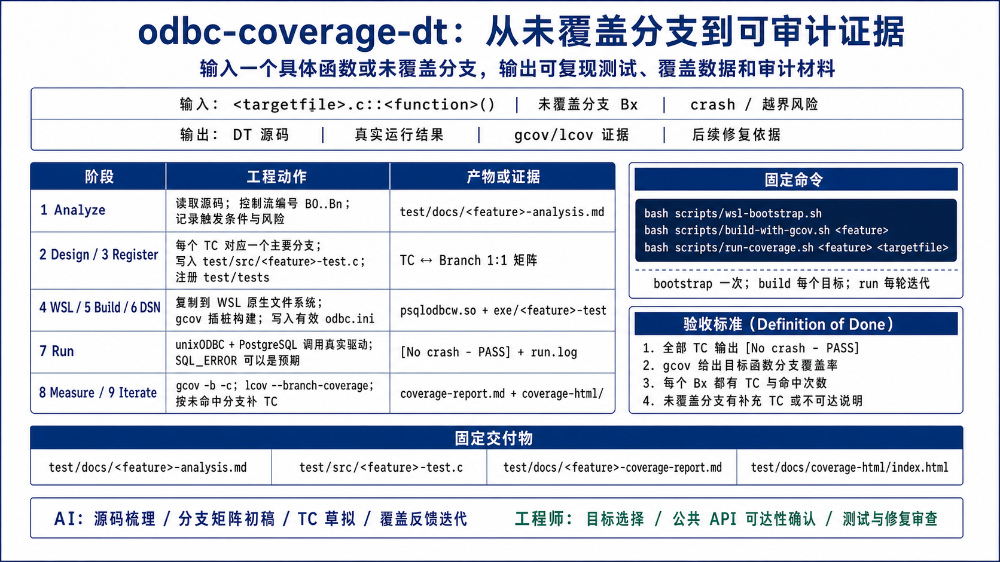 odbc-coverage-dt：从未覆盖分支到可审计证据
输入一个具体函数或未覆盖分支，输出可复现测试、覆盖数据和审计材料
输入： <targetfile>.c::<function>() | 未覆盖分支 Bx | crash / 越界风险
输出： DT 源码 | 真实运行结果 | gcov/lcov 证据 | 后续修复依据
阶段 工程动作 产物或证据
1 Analyze
读取源码；控制流编号 B0..Bn；
记录触发条件与风险
test/docs/<feature>-analysis.md
2 Design / 3 Register
每个 TC 对应一个主要分支；
写入 test/src/<feature>-test.c；
注册 test/tests
TC ↔ Branch 1:1 矩阵
4 WSL / 5 Build / 6 DSN
复制到 WSL 原生文件系统；
gcov 插桩构建；写入有效 odbc.ini
psqlodbcw.so + exe/<feature>-test
7 Run
unixODBC + PostgreSQL 调用真实驱动；
SQL_ERROR 可以是预期
[No crash - PASS] + run.log
8 Measure / 9 Iterate
gcov -b -c；lcov --branch-coverage；
按未命中分支补 TC
coverage-report.md + coverage-html/
固定命令
bash scripts/wsl-bootstrap.sh
bash scripts/build-with-gcov.sh <feature>
bash scripts/run-coverage.sh <feature> <targetfile>
bootstrap 一次；build 每个目标；run 每轮迭代
验收标准（Definition of Done）
1. 全部 TC 输出 [No crash - PASS]
2. gcov 给出目标函数分支覆盖率
3. 每个 Bx 都有 TC 与命中次数
4. 未覆盖分支有补充 TC 或不可达说明
固定交付物
test/docs/<feature>-analysis.md
test/src/<feature>-test.c
test/docs/<feature>-coverage-report.md
test/docs/coverage-html/index.html
AI：源码梳理 / 分支矩阵初稿 / TC 草拟 / 覆盖反馈迭代
工程师： 目标选择 / 公共 API 可达性确认 / 测试与修复审查